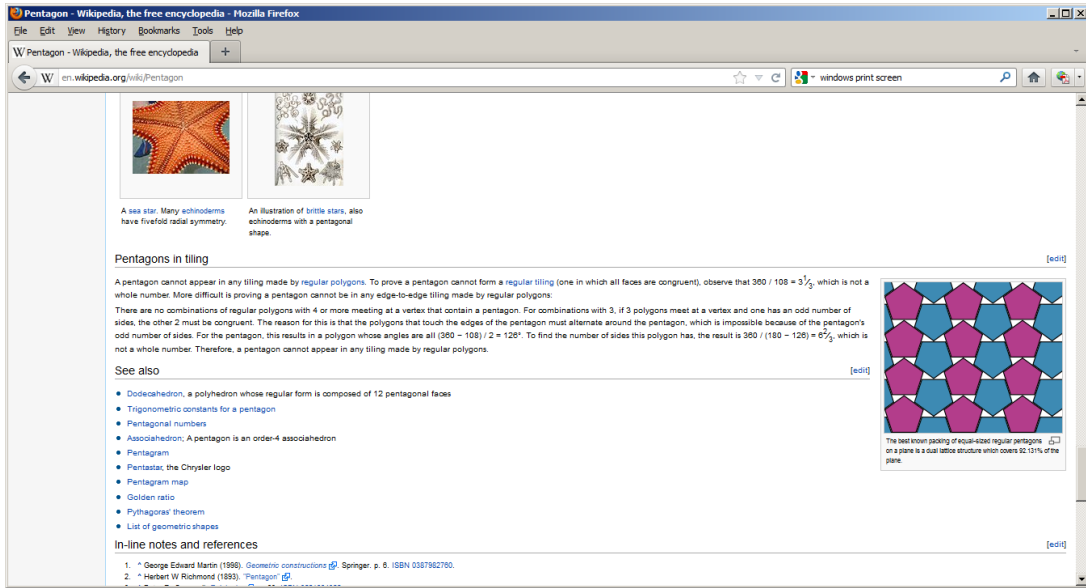 Pentagon - Wikipedia, the free encyclopedia - Mozilla Firefox
File Edit View History Bookmarks Tools Help
W Pentagon - Wikipedia, the free encyclopedia +
W en.wikipedia.org/wiki/Pentagon windows print screen
A sea star. Many echinoderms
have fivefold radial symmetry.
An illustration of brittle stars, also
echinoderms with a pentagonal
shape.
Pentagons in tiling [edit]
A pentagon cannot appear in any tiling made by regular polygons. To prove a pentagon cannot form a regular tiling (one in which all faces are congruent), observe that 360 / 108 = 3 1/3, which is not a
whole number. More difficult is proving a pentagon cannot be in any edge-to-edge tiling made by regular polygons:
There are no combinations of regular polygons with 4 or more meeting at a vertex that contain a pentagon. For combinations with 3, if 3 polygons meet at a vertex and one has an odd number of
sides, the other 2 must be congruent. The reason for this is that the polygons that touch the edges of the pentagon must alternate around the pentagon, which is impossible because of the pentagon's
odd number of sides. For the pentagon, this results in a polygon whose angles are all (360 − 108) / 2 = 126°. To find the number of sides this polygon has, the result is 360 / (180 − 126) = 6 2/3, which is
not a whole number. Therefore, a pentagon cannot appear in any tiling made by regular polygons.
The best known packing of equal-sized regular pentagons
on a plane is a dual lattice structure which covers 92.131% of the
plane.
See also [edit]
Dodecahedron, a polyhedron whose regular form is composed of 12 pentagonal faces
Trigonometric constants for a pentagon
Pentagonal numbers
Associahedron; A pentagon is an order-4 associahedron
Pentagram
Pentastar, the Chrysler logo
Pentagram map
Golden ratio
Pythagoras' theorem
List of geometric shapes
In-line notes and references [edit]
1. ^ George Edward Martin (1998). Geometric constructions. Springer. p. 6. ISBN 0387982760.
2. ^ Herbert W Richmond (1893). "Pentagon".